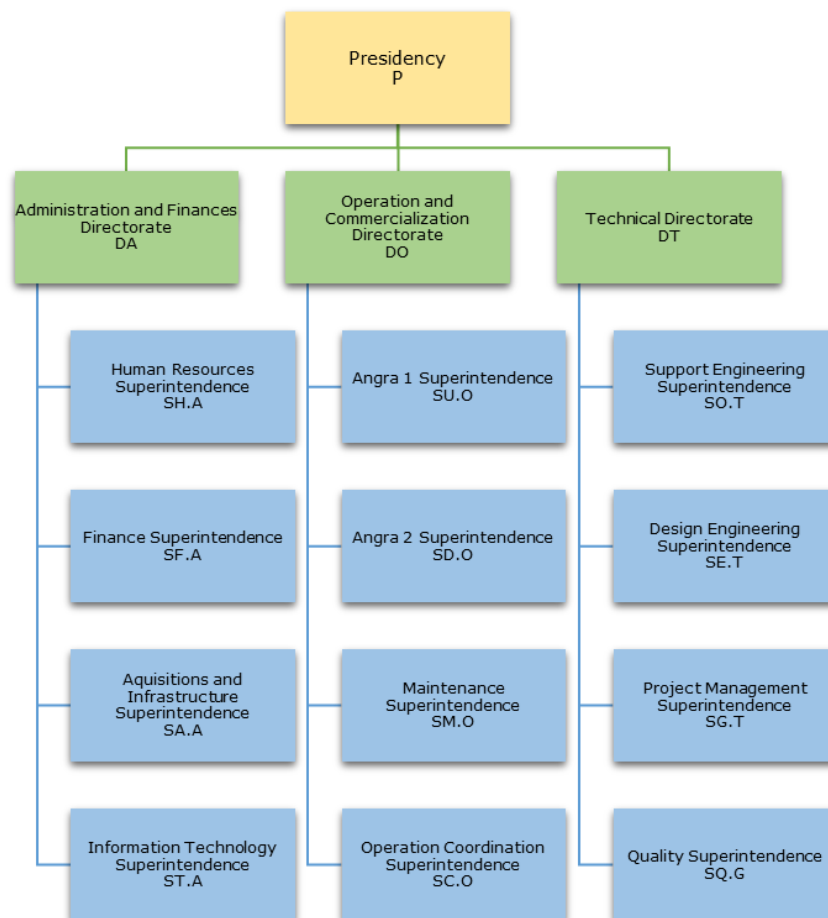 Presidency
P
Administration and Finances
Directorate
DA
Operation and
Commercialization
Directorate
DO
Technical Directorate
DT
Human Resources
Superintendence
SH.A
Angra 1 Superintendence
SU.O
Support Engineering
Superintendence
SO.T
Finance Superintendence
SF.A
Angra 2 Superintendence
SD.O
Design Engineering
Superintendence
SE.T
Aquisitions and
Infrastructure
Superintendence
SA.A
Maintenance
Superintendence
SM.O
Project Management
Superintendence
SG.T
Information Technology
Superintendence
ST.A
Operation Coordination
Superintendence
SC.O
Quality Superintendence
SQ.G